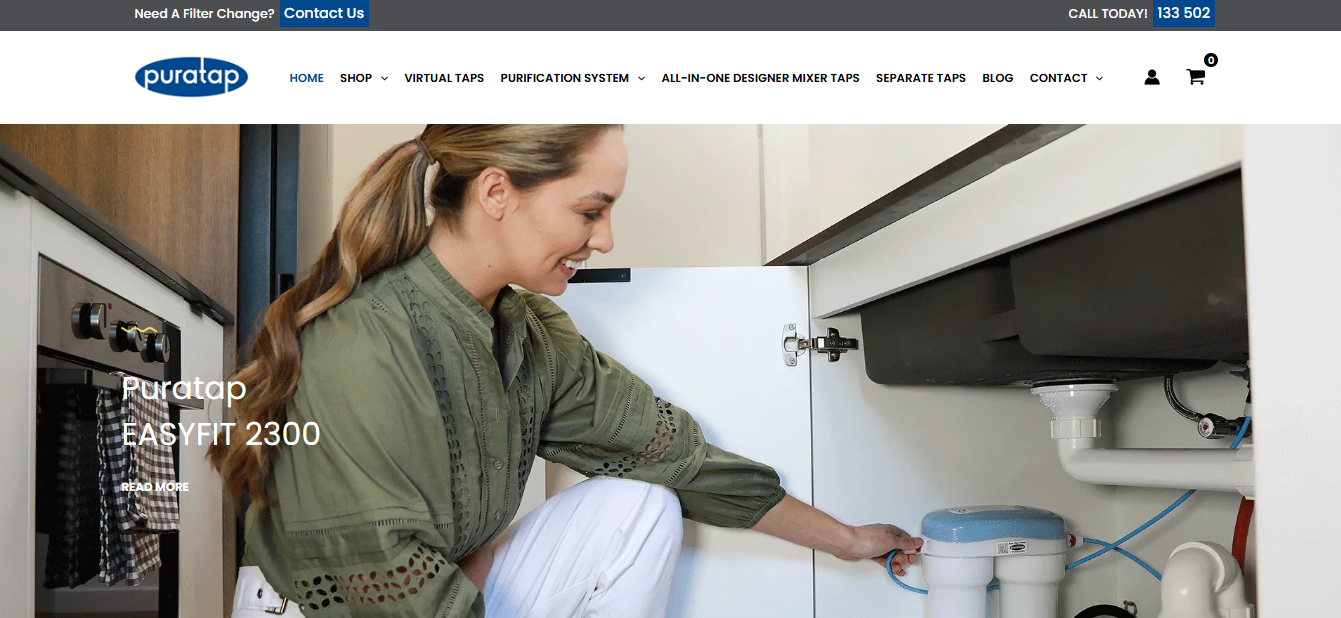 Need A Filter Change? Contact Us
CALL TODAY! 133 502
puratap
HOME SHOP VIRTUAL TAPS PURIFICATION SYSTEM ALL-IN-ONE DESIGNER MIXER TAPS SEPARATE TAPS BLOG CONTACT
0
Puratap
EASYFIT 2300
READ MORE